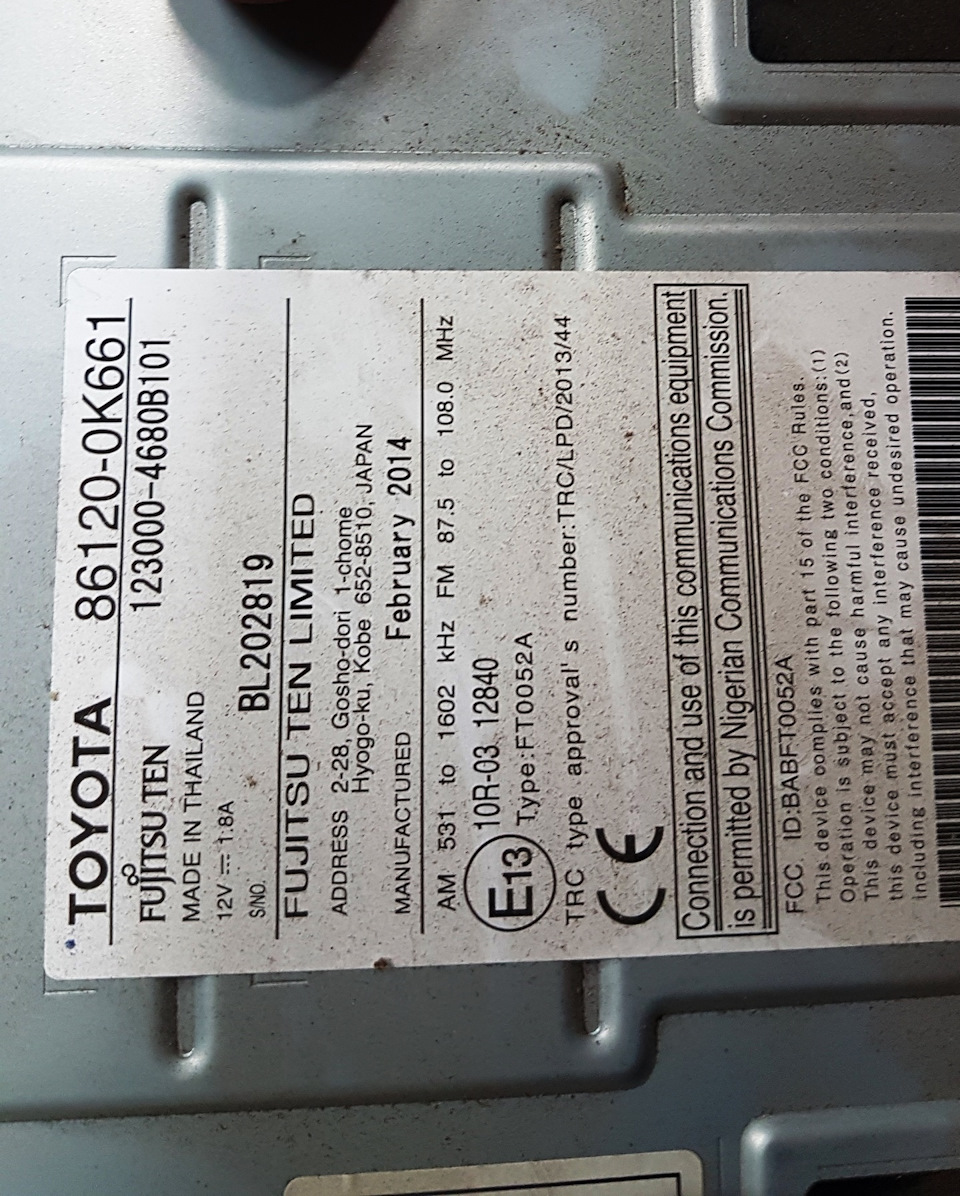 TOYOTA 86120-0K661
FUJITSU TEN 123000-4680B101
MADE IN THAILAND
12V ⎓ 1.8A
S/NO. BL202819
FUJITSU TEN LIMITED
ADDRESS 2-28, Gosho-dori 1-chome
Hyogo-ku, Kobe 652-8510, JAPAN
MANUFACTURED February 2014
AM 531 to 1602 kHz FM 87.5 to 108.0 MHz
E13 10R-03 12840
Type:FT0052A
TRC type approval's number:TRC/LPD/2013/44
CE
Connection and use of this communications equipment
is permitted by Nigerian Communications Commission.
FCC ID:BABFT0052A
This device complies with part 15 of the FCC Rules.
Operation is subject to the following two conditions:(1)
This device may not cause harmful interference,and(2)
this device must accept any interference received,
including interference that may cause undesired operation.